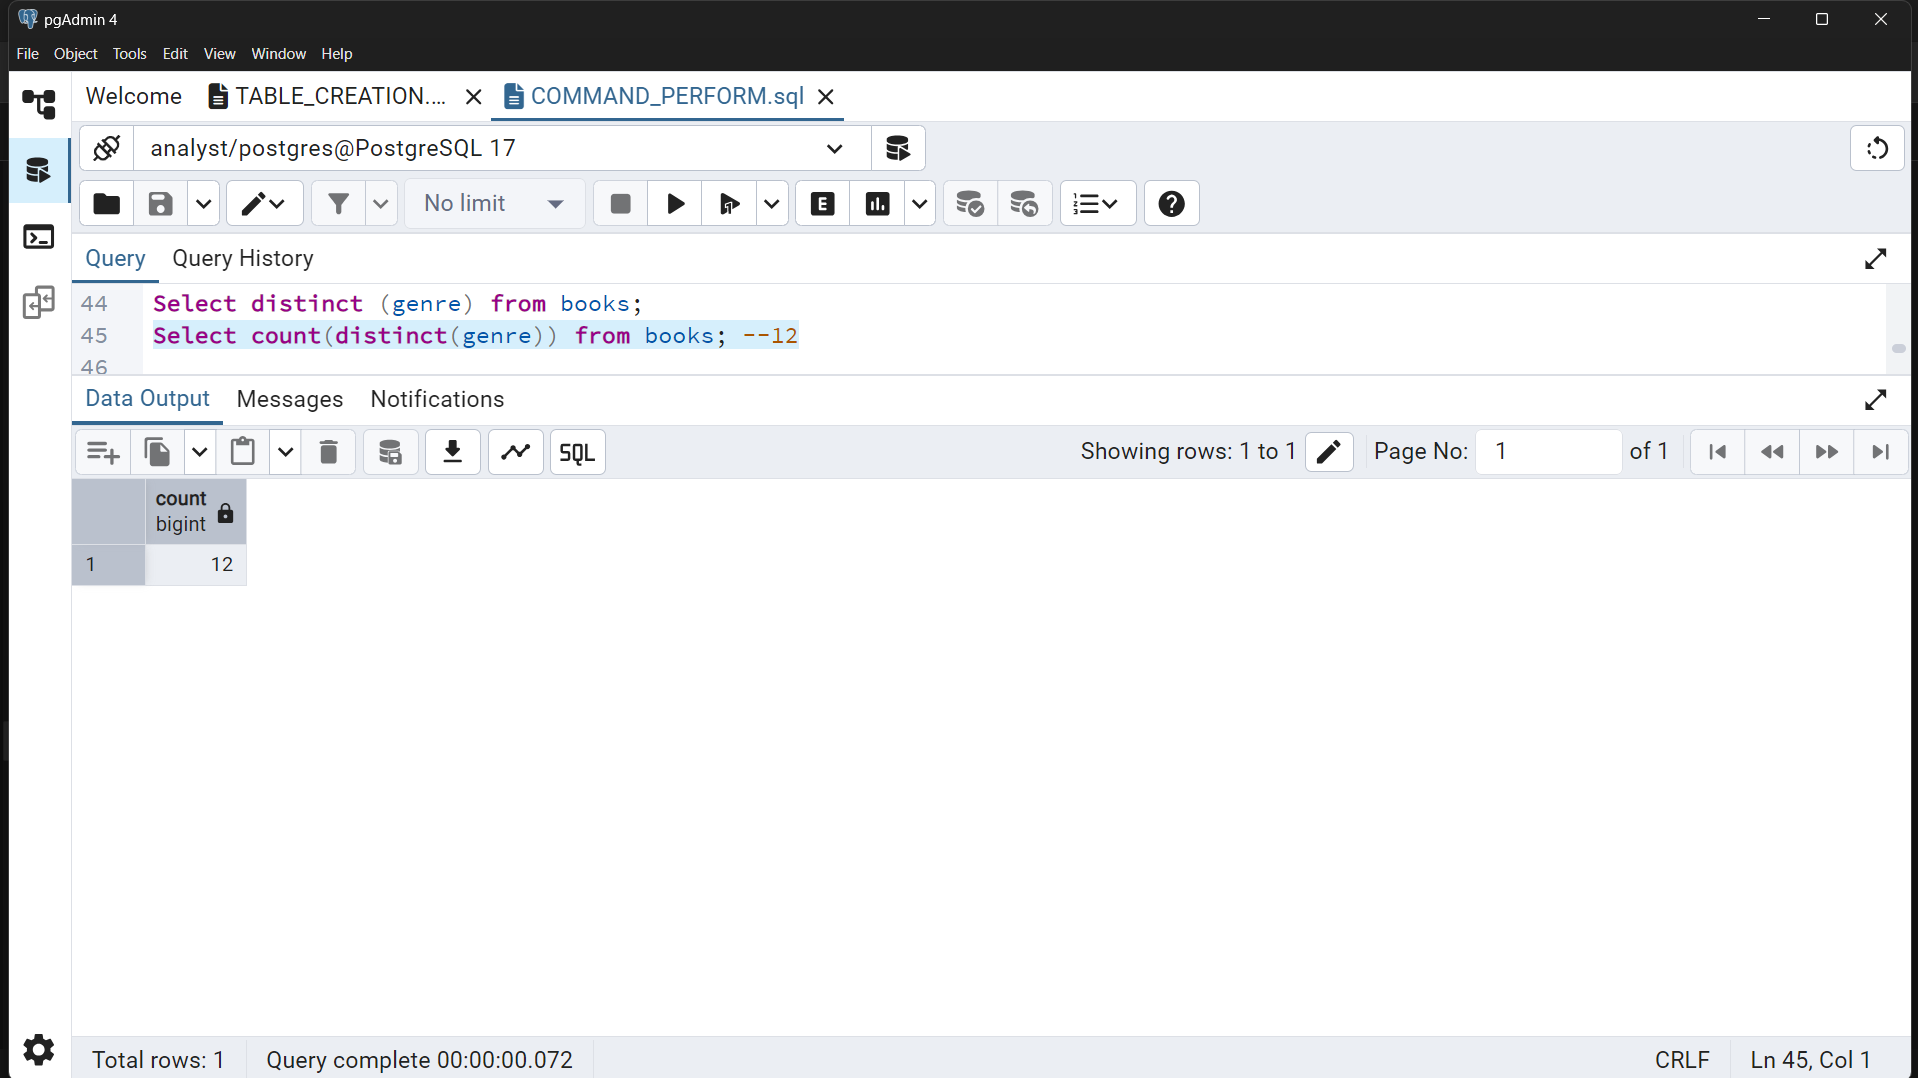 pgAdmin 4
File Object Tools Edit View Window Help
Welcome TABLE_CREATION.... COMMAND_PERFORM.sql
analyst/postgres@PostgreSQL 17
No limit E
Query Query History
44 Select distinct (genre) from books;
45 Select count(distinct(genre)) from books; --12
46
Data Output Messages Notifications
SQL Showing rows: 1 to 1 Page No: 1 of 1
count
bigint
1 12
Total rows: 1 Query complete 00:00:00.072 CRLF Ln 45, Col 1